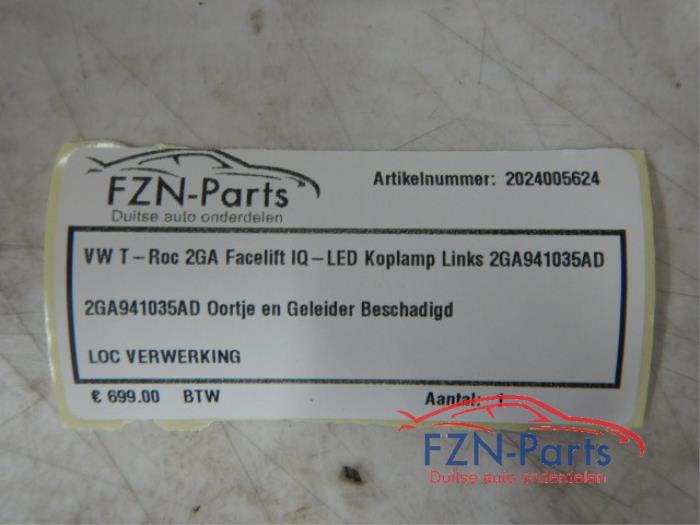 FZN-Parts
Duitse auto onderdelen
Artikelnummer: 2024005624
VW T-Roc 2GA Facelift IQ-LED Koplamp Links 2GA941035AD
2GA941035AD Oortje en Geleider Beschadigd
LOC VERWERKING
€ 699.00 BTW
Aantal: 1
FZN-Parts
Duitse auto onderdelen